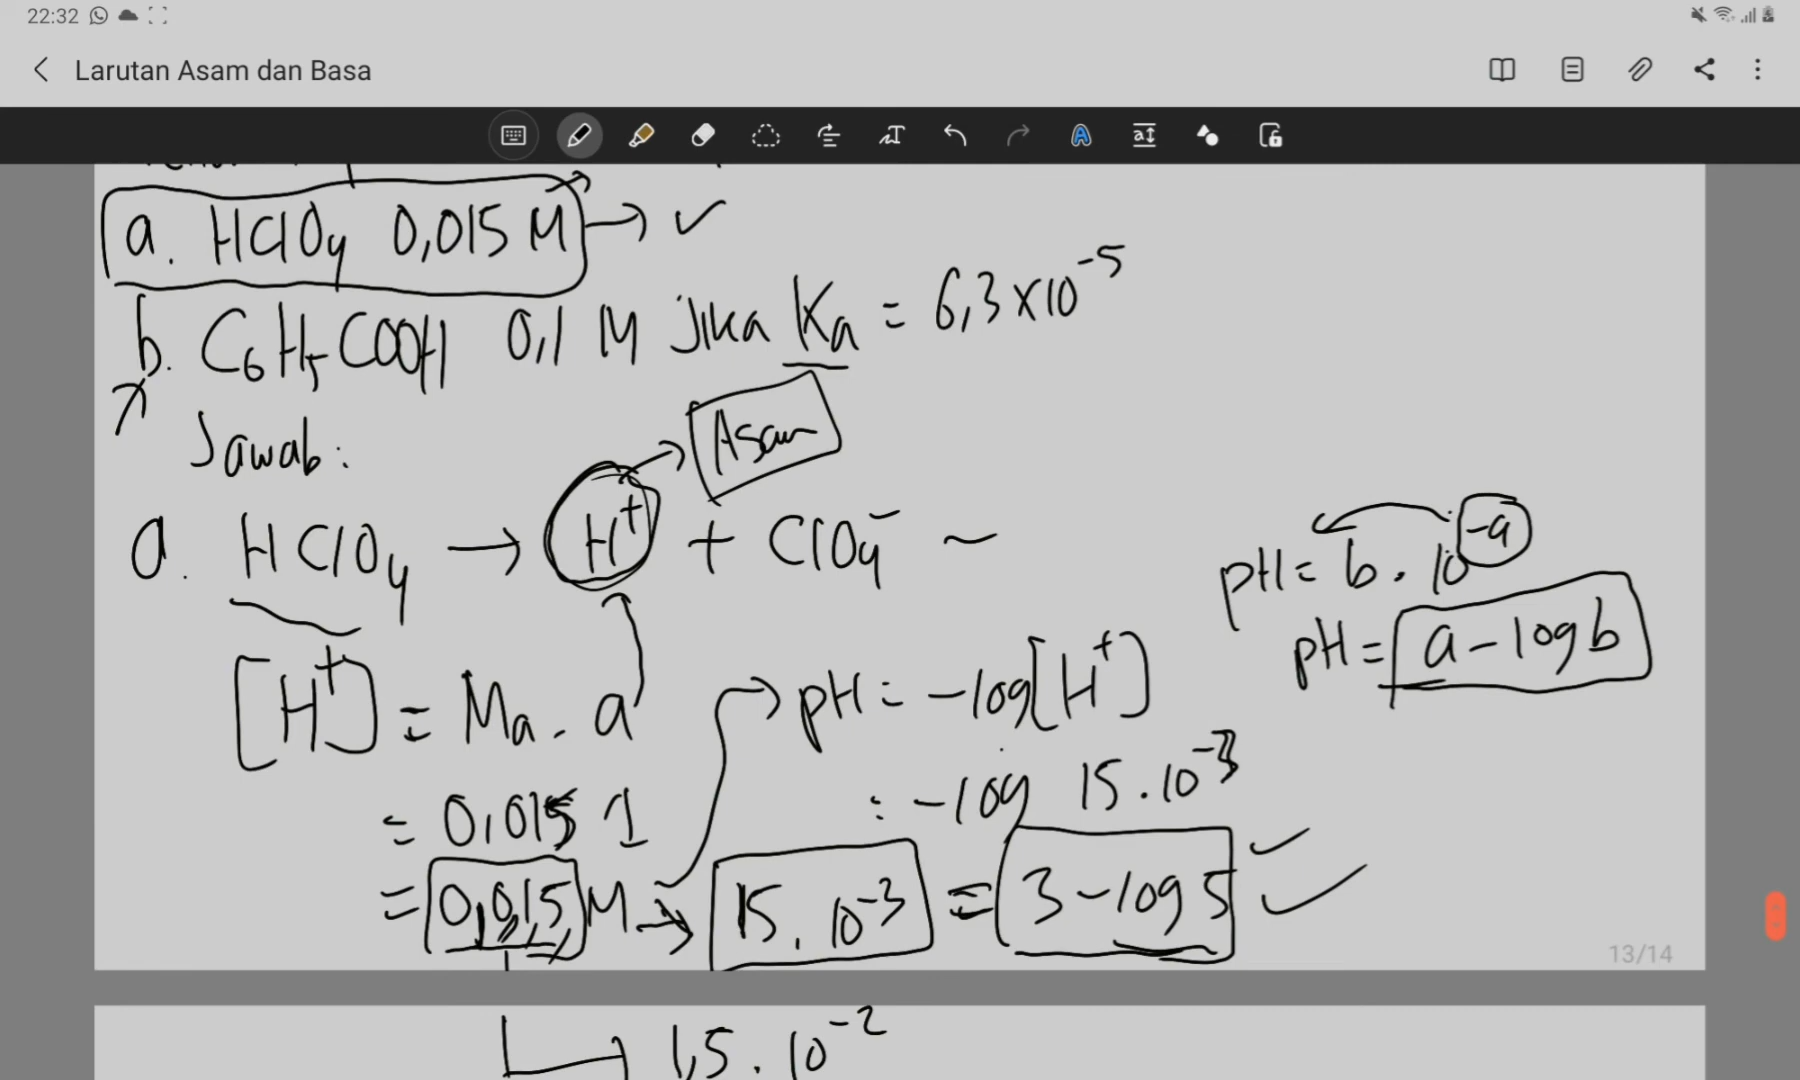 22:32
Larutan Asam dan Basa
a. HClO4 0,015 M → ✓
b. C6H5COOH 0,1 M jika Ka = 6,3 x 10^-5
Jawab:
Asam
a. HClO4 → H+ + ClO4-
pH = b . 10^-a
pH = a - log b
[H+] = Ma . a
pH = -log [H+]
= 0,015 1
: -log 15 . 10^-3
= 0,015 M → 15 . 10^-3 = 3 - log 5
13/14
1,5 . 10^-2